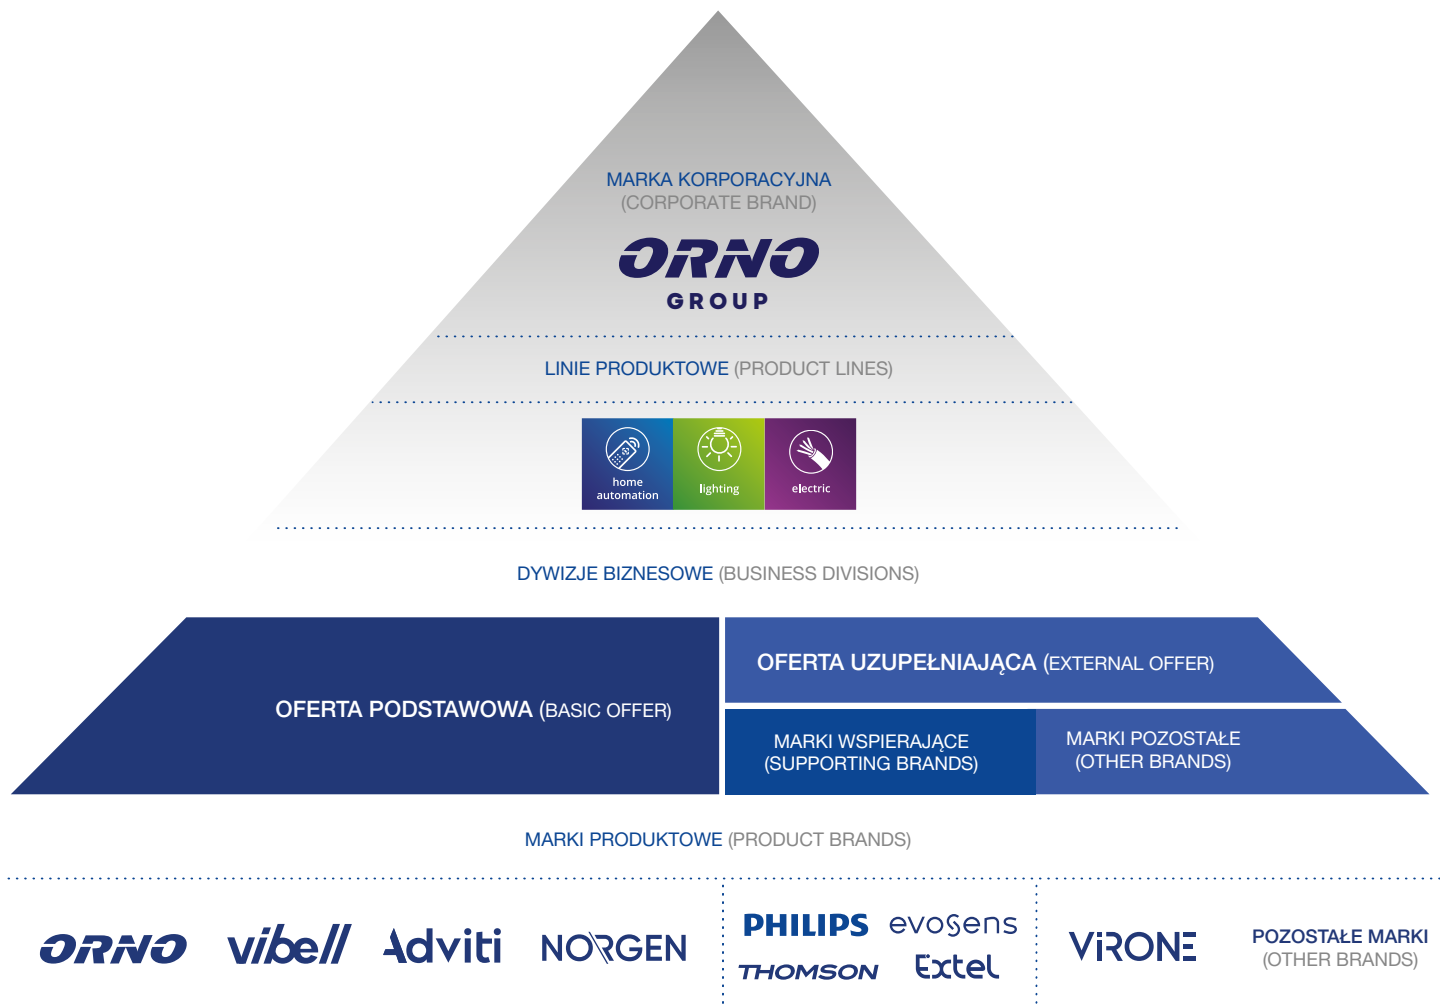 MARKA KORPORACYJNA
(CORPORATE BRAND)
ORNO
GROUP
LINIE PRODUKTOWE (PRODUCT LINES)
home
automation
lighting
electric
DYWIZJE BIZNESOWE (BUSINESS DIVISIONS)
OFERTA PODSTAWOWA (BASIC OFFER)
OFERTA UZUPEŁNIAJĄCA (EXTERNAL OFFER)
MARKI WSPIERAJĄCE
(SUPPORTING BRANDS)
MARKI POZOSTAŁE
(OTHER BRANDS)
MARKI PRODUKTOWE (PRODUCT BRANDS)
ORNO
vibell
Adviti
NORGEN
PHILIPS
evosens
THOMSON
Extel
ViRONE
POZOSTAŁE MARKI
(OTHER BRANDS)